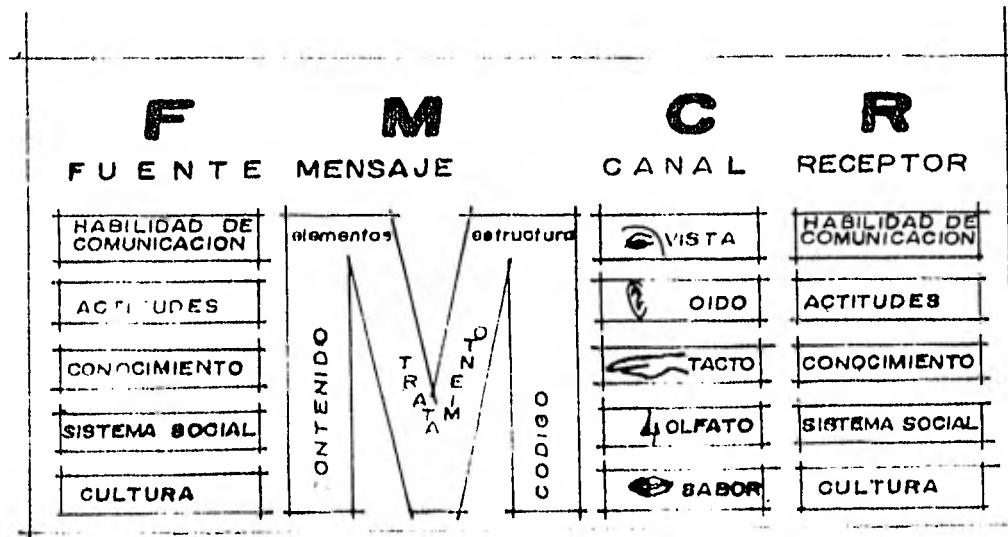 F
FUENTE
HABILIDAD DE
COMUNICACION
ACTITUDES
CONOCIMIENTO
SISTEMA SOCIAL
CULTURA
M
MENSAJE
elementos
estructura
CONTENIDO
TRATAMIENTO
CODIGO
C
CANAL
VISTA
OIDO
TACTO
OLFATO
SABOR
R
RECEPTOR
HABILIDAD DE
COMUNICACION
ACTITUDES
CONOCIMIENTO
SISTEMA SOCIAL
CULTURA